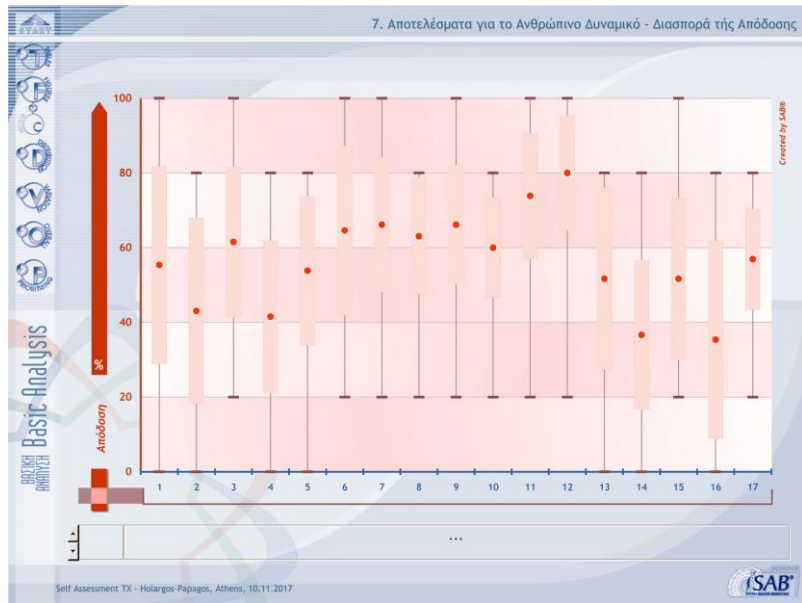 START
7. Αποτελέσματα για το Ανθρώπινο Δυναμικό - Διασπορά τής Απόδοσης
Created by SAB®
100
80
60
40
20
0
%
Απόδοση
1 2 3 4 5 6 7 8 9 10 11 12 13 14 15 16 17
ΒΑΣΙΚΗ
ΑΝΑΛΥΣΗ
Basic Analysis
...
Self Assessment TX - Holargos-Papagos, Athens, 10.11.2017
iSAB®